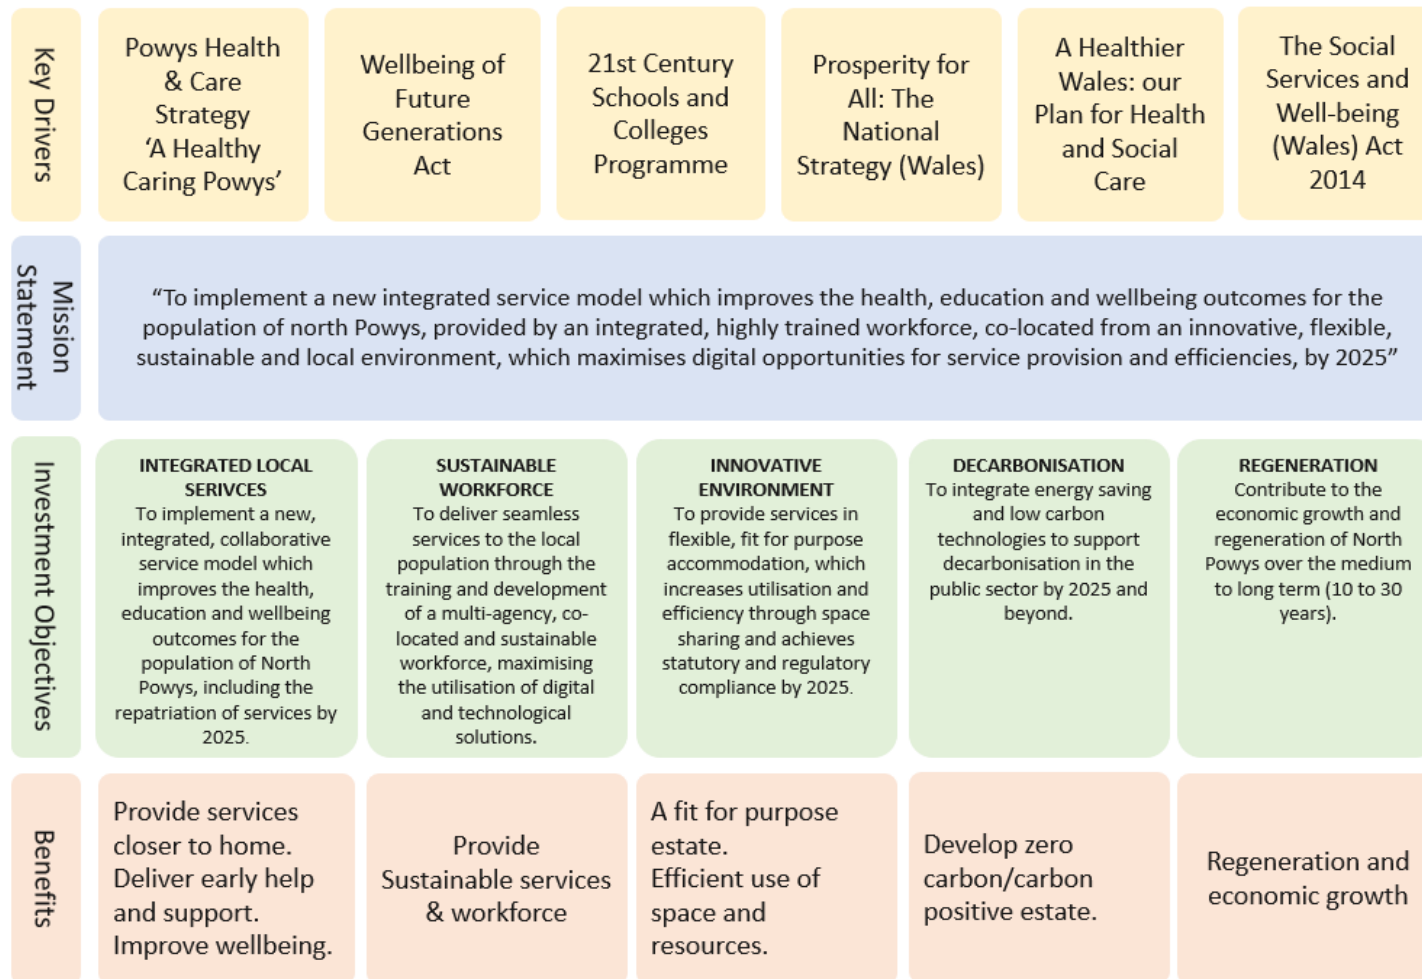 Key Drivers
Powys Health
& Care
Strategy
‘A Healthy
Caring Powys’
Wellbeing of
Future
Generations
Act
21st Century
Schools and
Colleges
Programme
Prosperity for
All: The
National
Strategy (Wales)
A Healthier
Wales: our
Plan for Health
and Social
Care
The Social
Services and
Well-being
(Wales) Act
2014
Mission
Statement
“To implement a new integrated service model which improves the health, education and wellbeing outcomes for the
population of north Powys, provided by an integrated, highly trained workforce, co-located from an innovative, flexible,
sustainable and local environment, which maximises digital opportunities for service provision and efficiencies, by 2025”
Investment Objectives
INTEGRATED LOCAL
SERIVCES
To implement a new,
integrated, collaborative
service model which
improves the health,
education and wellbeing
outcomes for the
population of North
Powys, including the
repatriation of services by
2025.
SUSTAINABLE
WORKFORCE
To deliver seamless
services to the local
population through the
training and development
of a multi-agency, co-
located and sustainable
workforce, maximising
the utilisation of digital
and technological
solutions.
INNOVATIVE
ENVIRONMENT
To provide services in
flexible, fit for purpose
accommodation, which
increases utilisation and
efficiency through space
sharing and achieves
statutory and regulatory
compliance by 2025.
DECARBONISATION
To integrate energy saving
and low carbon
technologies to support
decarbonisation in the
public sector by 2025 and
beyond.
REGENERATION
Contribute to the
economic growth and
regeneration of North
Powys over the medium
to long term (10 to 30
years).
Benefits
Provide services
closer to home.
Deliver early help
and support.
Improve wellbeing.
Provide
Sustainable services
& workforce
A fit for purpose
estate.
Efficient use of
space and
resources.
Develop zero
carbon/carbon
positive estate.
Regeneration and
economic growth